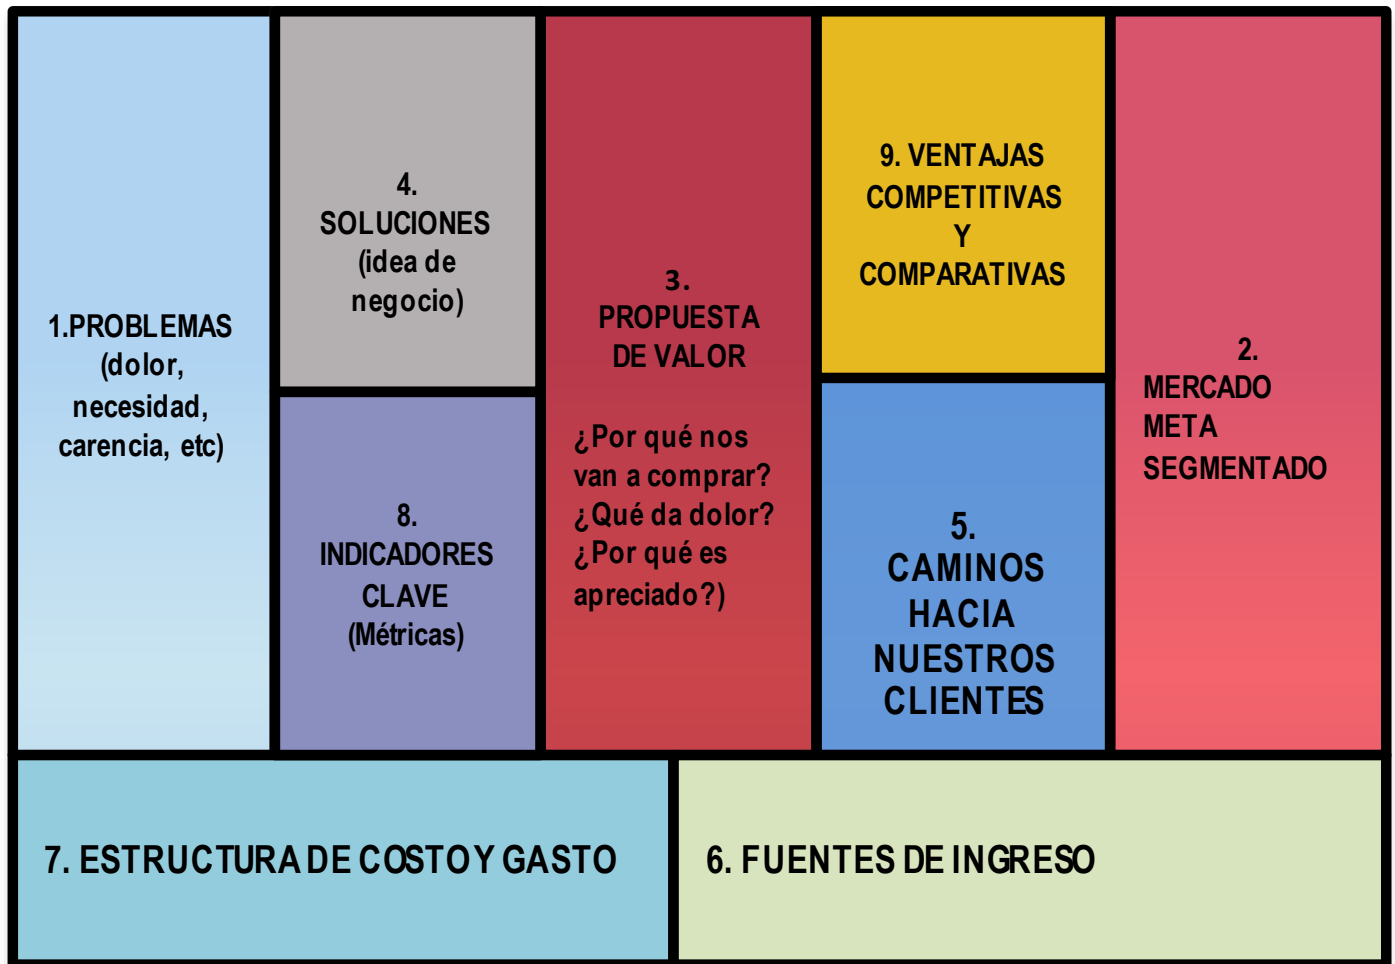 1.PROBLEMAS
(dolor,
necesidad,
carencia, etc)
4.
SOLUCIONES
(idea de
negocio)
8.
INDICADORES
CLAVE
(Métricas)
3.
PROPUESTA
DE VALOR
¿Por qué nos
van a comprar?
¿Qué da dolor?
¿Por qué es
apreciado?)
9. VENTAJAS
COMPETITIVAS
Y
COMPARATIVAS
5.
CAMINOS
HACIA
NUESTROS
CLIENTES
2.
MERCADO
META
SEGMENTADO
7. ESTRUCTURA DE COSTO Y GASTO
6. FUENTES DE INGRESO